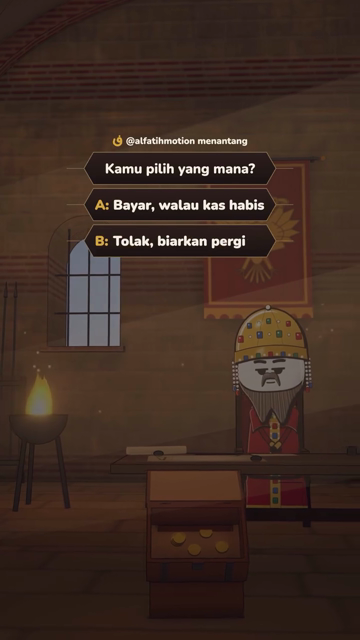 @alfatihmotion menantang
Kamu pilih yang mana?
A: Bayar, walau kas habis
B: Tolak, biarkan pergi